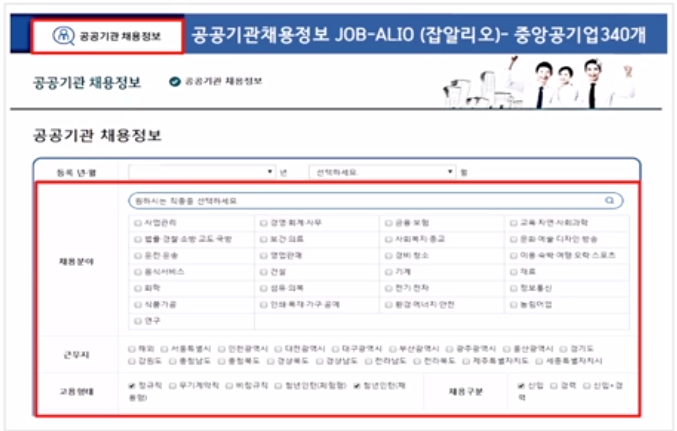 공공기관 채용정보 공공기관채용정보 JOB-ALIO (잡알리오)- 중앙공기업340개
공공기관 채용정보 공공기관 채용정보
공공기관 채용정보
등록 년·월 년 선택하세요. 월
원하시는 직종을 선택하세요
채용분야
사업관리 경영·회계·사무 금융·보험 교육·자연·사회과학
법률·경찰·소방·교도·국방 보건·의료 사회복지·종교 문화·예술·디자인·방송
운전·운송 영업판매 경비·청소 이용·숙박·여행·오락·스포츠
음식서비스 건설 기계 재료
화학 섬유·의복 전기·전자 정보통신
식품가공 인쇄·목재·가구·공예 환경·에너지·안전 농림어업
연구
근무지
해외 서울특별시 인천광역시 대전광역시 대구광역시 부산광역시 광주광역시 울산광역시 경기도
강원도 충청남도 충청북도 경상북도 경상남도 전라남도 전라북도 제주특별자치도 세종특별자치시
고용형태 정규직 무기계약직 비정규직 청년인턴(체험형) 청년인턴(채
용형)
채용구분 신입 경력 신입+경
력